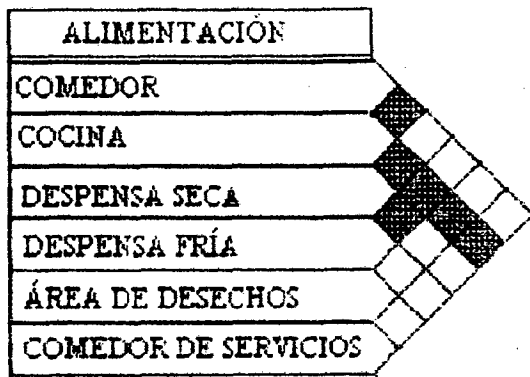 ALIMENTACIÓN
COMEDOR
COCINA
DESPENSA SECA
DESPENSA FRÍA
ÁREA DE DESECHOS
COMEDOR DE SERVICIOS